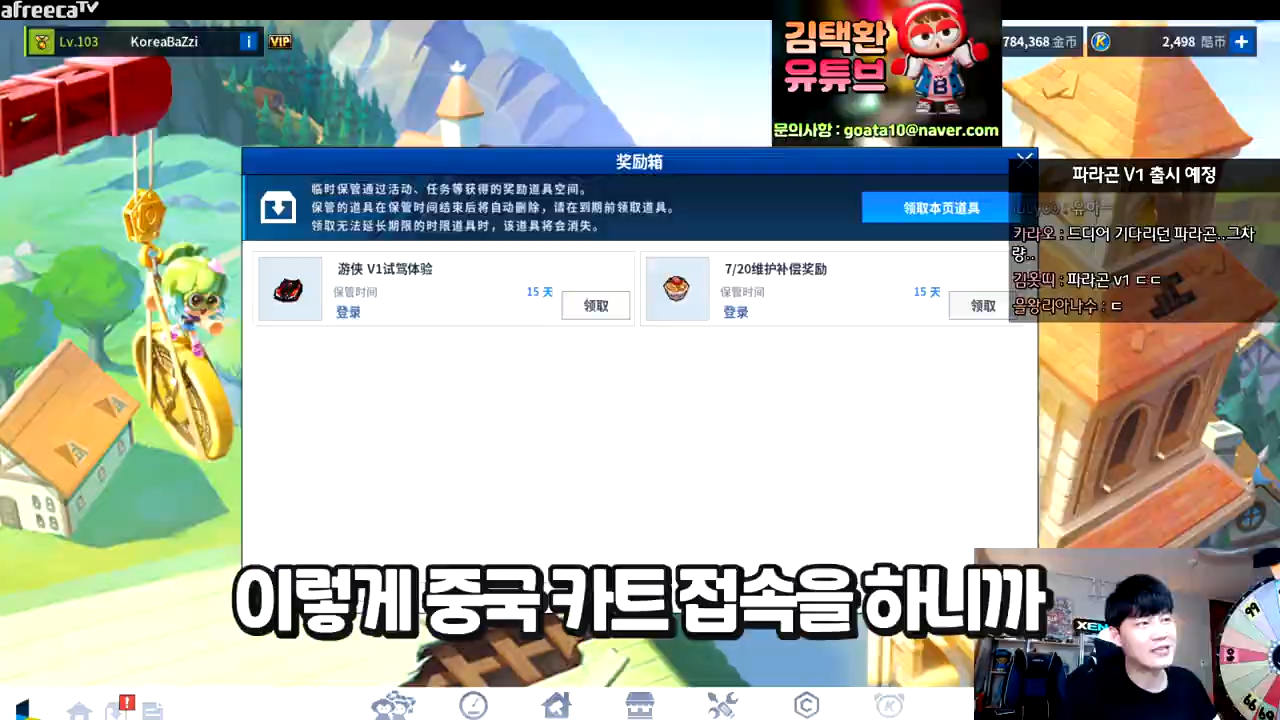 afreecaTV
Lv.103 KoreaBaZzi i VIP
784,368 金币
K 2,498 酷币 +
김택환
유튜브
B
문의사항 : goata10@naver.com
奖励箱
临时保管通过活动、任务等获得的奖励道具空间。
保管的道具在保管时间结束后将自动删除，请在到期前领取道具。
领取无法延长期限的时限道具时，该道具将会消失。
领取本页道具
파라곤 V1 출시 예정
카라오 : 드디어 기다리던 파라곤..그차
량..
김옷띠 : 파라곤 v1 ㄷㄷ
을왕리아나수 : ㄷ
游侠 V1试驾体验
保管时间 15 天
登录
领取
7/20维护补偿奖励
保管时间 15 天
登录
领取
이렇게 중국 카트 접속을 하니까
XEN
99
66